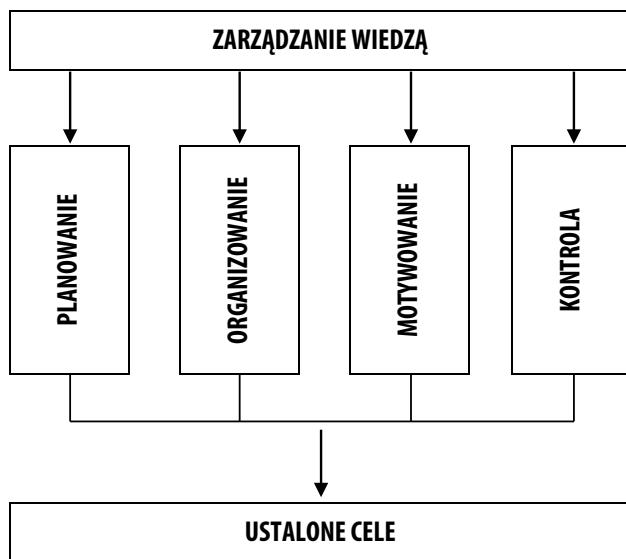 ZARZĄDZANIE WIEDZĄ
PLANOWANIE
ORGANIZOWANIE
MOTYWOWANIE
KONTROLA
USTALONE CELE